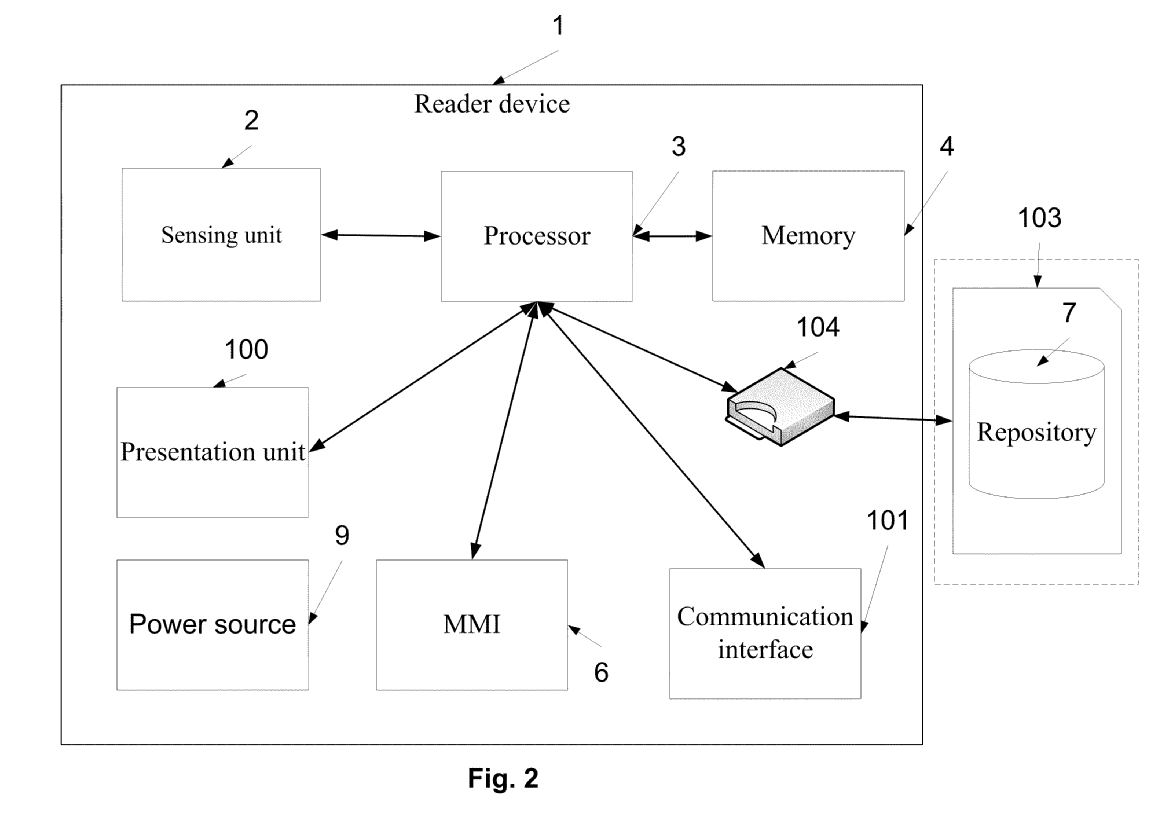 1
Reader device
2
3
4
Sensing unit
Processor
Memory
103
7
104
100
Repository
Presentation unit
9
101
Power source
MMI
Communication
interface
6
Fig. 2